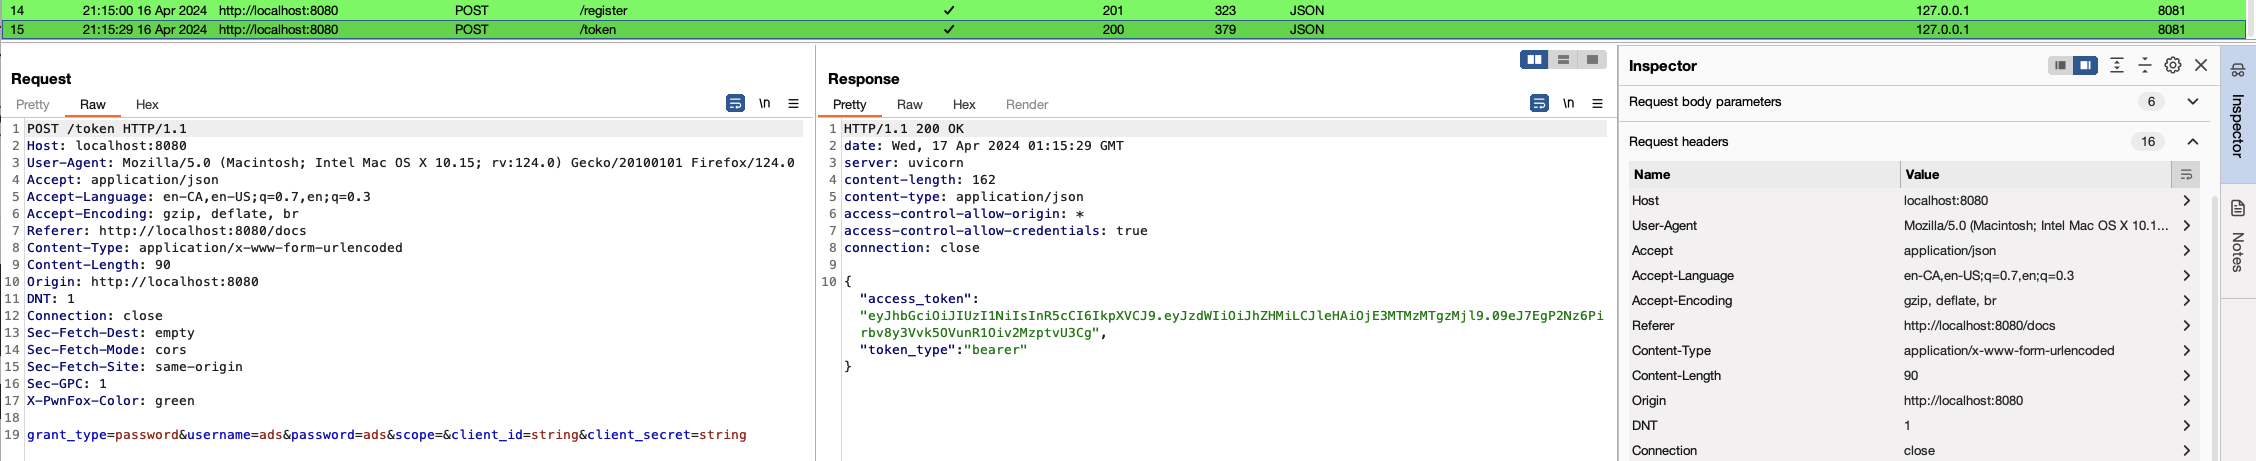 14 21:15:00 16 Apr 2024 http://localhost:8080 POST /register ✓ 201 323 JSON 127.0.0.1 8081
15 21:15:29 16 Apr 2024 http://localhost:8080 POST /token ✓ 200 379 JSON 127.0.0.1 8081
Request
Pretty Raw Hex
\n
1 POST /token HTTP/1.1
2 Host: localhost:8080
3 User-Agent: Mozilla/5.0 (Macintosh; Intel Mac OS X 10.15; rv:124.0) Gecko/20100101 Firefox/124.0
4 Accept: application/json
5 Accept-Language: en-CA,en-US;q=0.7,en;q=0.3
6 Accept-Encoding: gzip, deflate, br
7 Referer: http://localhost:8080/docs
8 Content-Type: application/x-www-form-urlencoded
9 Content-Length: 90
10 Origin: http://localhost:8080
11 DNT: 1
12 Connection: close
13 Sec-Fetch-Dest: empty
14 Sec-Fetch-Mode: cors
15 Sec-Fetch-Site: same-origin
16 Sec-GPC: 1
17 X-PwnFox-Color: green
18
19 grant_type=password&username=ads&password=ads&scope=&client_id=string&client_secret=string
Response
Pretty Raw Hex Render
\n
1 HTTP/1.1 200 OK
2 date: Wed, 17 Apr 2024 01:15:29 GMT
3 server: uvicorn
4 content-length: 162
5 content-type: application/json
6 access-control-allow-origin: *
7 access-control-allow-credentials: true
8 connection: close
9
10 {
"access_token":
"eyJhbGciOiJIUzI1NiIsInR5cCI6IkpXVCJ9.eyJzdWIiOiJhZHMiLCJleHAiOjE3MTMzMTgzMjl9.09eJ7EgP2Nz6Pi
rbv8y3Vvk5OVunR1Oiv2MzptvU3Cg",
"token_type":"bearer"
}
Inspector
Request body parameters 6
Request headers 16
Name Value
Host localhost:8080
User-Agent Mozilla/5.0 (Macintosh; Intel Mac OS X 10.1...
Accept application/json
Accept-Language en-CA,en-US;q=0.7,en;q=0.3
Accept-Encoding gzip, deflate, br
Referer http://localhost:8080/docs
Content-Type application/x-www-form-urlencoded
Content-Length 90
Origin http://localhost:8080
DNT 1
Connection close
Inspector
Notes